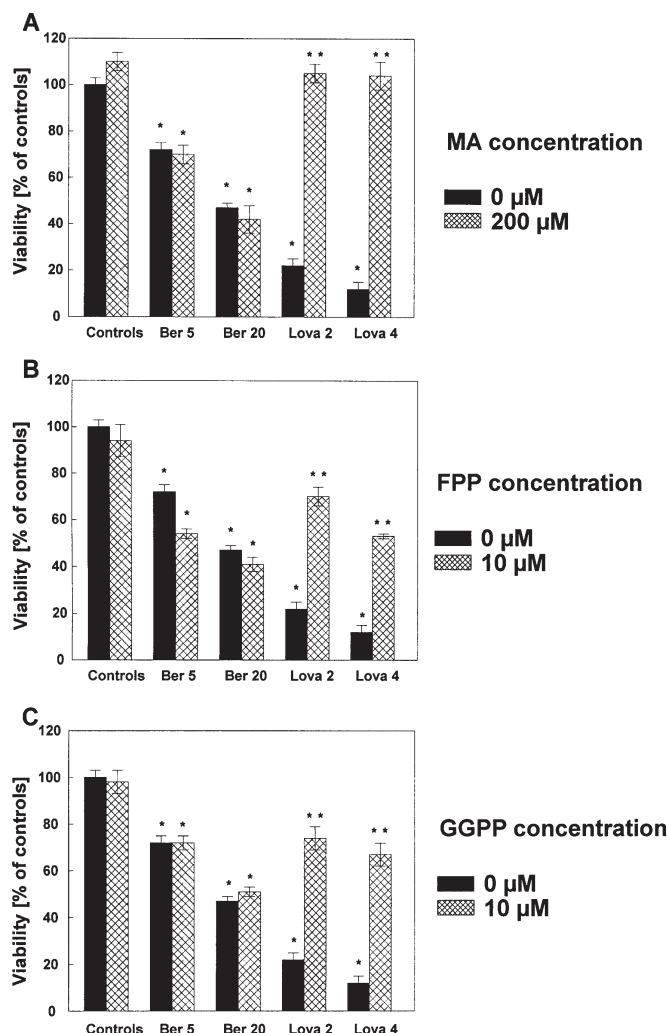 A
Viability [% of controls]
120
100
80
60
40
20
0
* * * * * ** * **
Controls Ber 5 Ber 20 Lova 2 Lova 4
MA concentration
0 µM
200 µM
B
Viability [% of controls]
120
100
80
60
40
20
0
* * * * * ** * **
Controls Ber 5 Ber 20 Lova 2 Lova 4
FPP concentration
0 µM
10 µM
C
Viability [% of controls]
120
100
80
60
40
20
0
* * * * * ** * **
Controls Ber 5 Ber 20 Lova 2 Lova 4
GGPP concentration
0 µM
10 µM